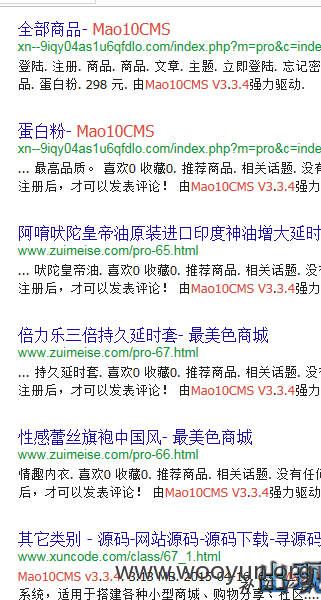 全部商品- Mao10CMS
xn--9iqy04as1u6qfdlo.com/index.php?m=pro&c=inde
登陆. 注册. 商品. 商品. 文章. 主题. 立即登陆. 忘记密
品. 蛋白粉. 298 元. 由Mao10CMS V3.3.4强力驱动.
蛋白粉- Mao10CMS
xn--9iqy04as1u6qfdlo.com/index.php?m=pro&c=inde
... 最高品质。 喜欢0 收藏0. 推荐商品. 相关话题. 没
注册后，才可以发表评论！ 由Mao10CMS V3.3.4强力
阿唷吠陀皇帝油原装进口印度神油增大延时
www.zuimeise.com/pro-65.html
... 吠陀皇帝油. 喜欢0 收藏0. 推荐商品. 相关话题. 没
注册后，才可以发表评论！ 由Mao10CMS V3.3.4强力
倍力乐三倍持久延时套- 最美色商城
www.zuimeise.com/pro-67.html
... 持久延时套. 喜欢0 收藏0. 推荐商品. 相关话题. 没
注册后，才可以发表评论！ 由Mao10CMS V3.3.4强力
性感蕾丝旗袍中国风- 最美色商城
www.zuimeise.com/pro-66.html
情趣内衣. 喜欢0 收藏0. 推荐商品. 相关话题. 没有任何
后，才可以发表评论！ 由Mao10CMS V3.3.4强力驱动
其它类别 - 源码-网站源码-源码下载-寻源码
www.xuncode.com/class/67_1.html
Mao10CMS v3.3.4. 3.13 MB. 2015-04-16.
www.wooyunbg
系统，适用于搭建各种小型商城、购物分享、